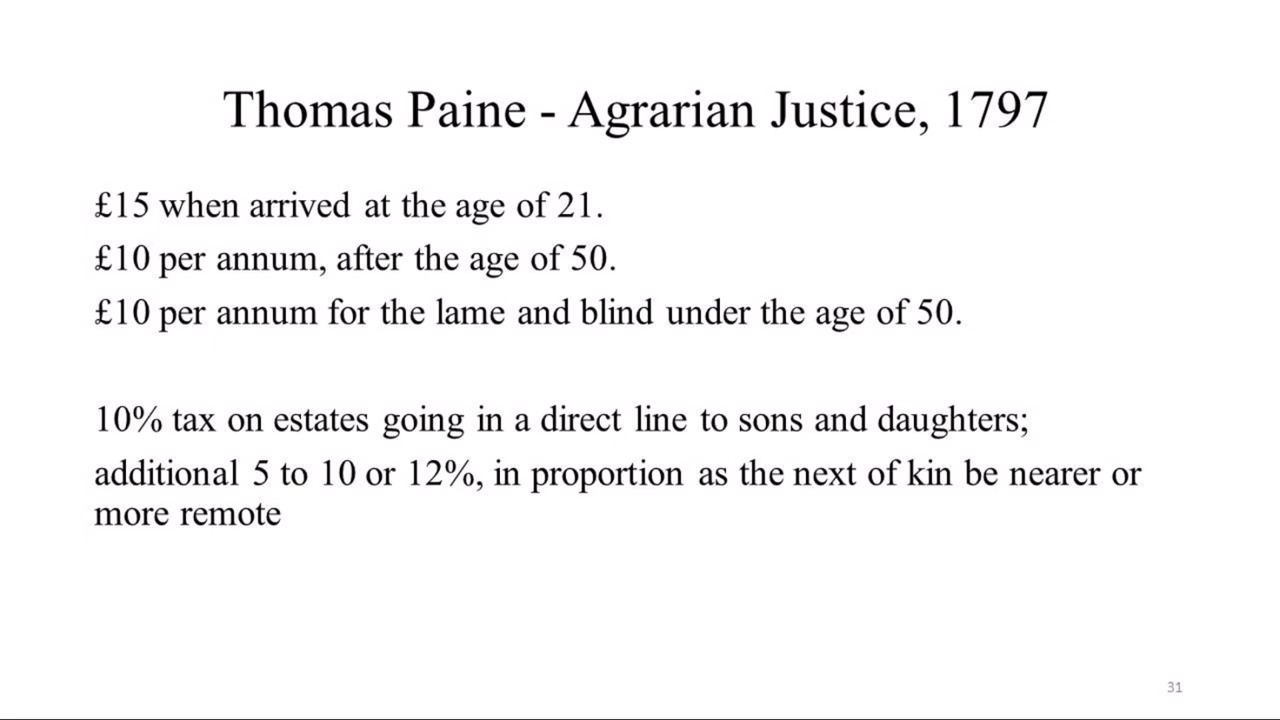 Thomas Paine - Agrarian Justice, 1797
£15 when arrived at the age of 21.
£10 per annum, after the age of 50.
£10 per annum for the lame and blind under the age of 50.
10% tax on estates going in a direct line to sons and daughters;
additional 5 to 10 or 12%, in proportion as the next of kin be nearer or
more remote
31